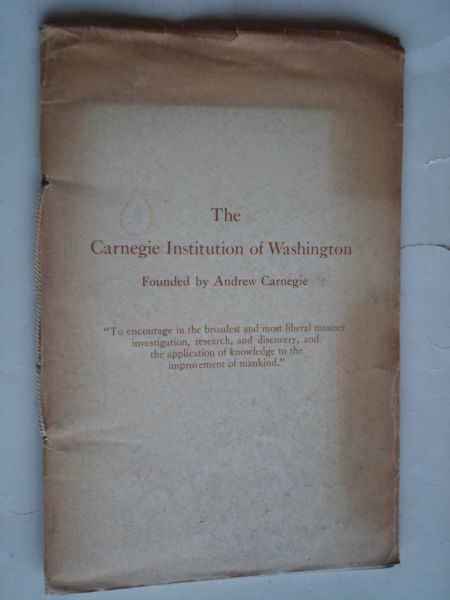 The
Carnegie Institution of Washington
Founded by Andrew Carnegie
"To encourage in the broadest and most liberal manner
investigation, research, and discovery, and
the application of knowledge to the
improvement of mankind."